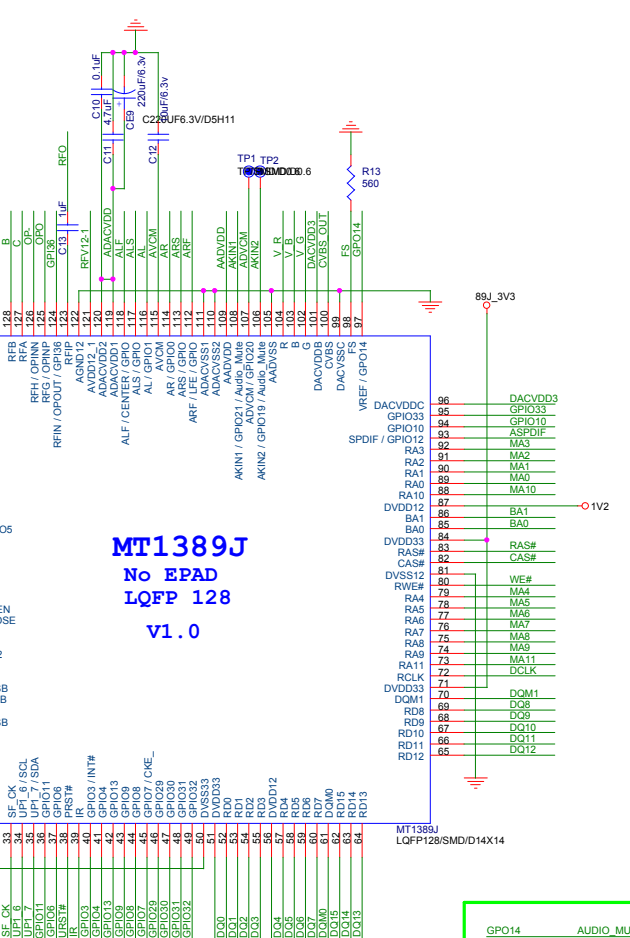 0.1uF
C10
4.7uF
C11
220uF/6.3v
CE9
C220UF6.3V/D5H11
C12
TP1
TP2
R13
560
RFO
1uF
C13
B
C
OP-
OPO
GPI36
RFV12-1
ADACVDD
ALF
ALS
AL
AVCM
AR
ARS
ARF
AADVDD
AKIN1
ADVCM
AKIN2
V_R
V_B
V_G
DACVDD3
CVBS_OUT
FS
GPO14
89J_3V3
128
127
126
125
124
123
122
121
120
119
118
117
116
115
114
113
112
111
110
109
108
107
106
105
104
103
102
101
100
99
98
97
RFB
RFA
RFH / OPINN
RFG / OPINP
RFIN / OPOUT / GPI36
RFIP
AGND12
AVDD12_1
ADACVDD2
ADACVDD1
ALF / CENTER / GPIO
ALS / GPIO
AL / GPIO1
AVCM
AR / GPIO0
ARS / GPIO
ARF / LFE / GPIO
ADACVSS1
ADACVSS2
AADVDD
AKIN1 / GPIO21 / Audio_Mute
ADVCM / GPIO20
AKIN2 / GPIO19 / Audio_Mute
AADVSS
R
B
G
DACVDDB
CVBS
DACVSSC
FS
VREF / GPO14
DACVDDC 96 DACVDD3
GPIO33 95 GPIO33
GPIO10 94 GPIO10
SPDIF / GPIO12 93 ASPDIF
RA3 92 MA3
RA2 91 MA2
RA1 90 MA1
RA0 89 MA0
RA10 88 MA10
DVDD12 87 1V2
BA1 86 BA1
BA0 85 BA0
DVDD33 84
RAS# 83 RAS#
CAS# 82 CAS#
DVSS12 81
RWE# 80 WE#
RA4 79 MA4
RA5 78 MA5
RA6 77 MA6
RA7 76 MA7
RA8 75 MA8
RA9 74 MA9
RA11 73 MA11
RCLK 72 DCLK
DVDD33 71
DQM1 70 DQM1
RD8 69 DQ8
RD9 68 DQ9
RD10 67 DQ10
RD11 66 DQ11
RD12 65 DQ12
MT1389J
No EPAD
LQFP 128
V1.0
O5
EN
OSE
2
SB
B
SB
SF_CK
UP1_6 / SCL
UP1_7 / SDA
GPIO11
GPIO6
PRST#
IR
GPIO3 / INT#
GPIO4
GPIO13
GPIO9
GPIO8
GPIO7 / CKE_
GPIO29
GPIO30
GPIO31
GPIO32
DVSS33
DVDD33
RD0
RD1
RD2
RD3
DVDD12
RD4
RD5
RD6
RD7
DQM0
RD15
RD14
RD13
33
34
35
36
37
38
39
40
41
42
43
44
45
46
47
48
49
50
51
52
53
54
55
56
57
58
59
60
61
62
63
64
MT1389J
LQFP128/SMD/D14X14
SF_CK
UP1_6
UP1_7
GPIO11
GPIO6
URST#
IR
GPIO3
GPIO4
GPIO13
GPIO9
GPIO8
GPIO7
GPIO29
GPIO30
GPIO31
GPIO32
DQ0
DQ1
DQ2
DQ3
DQ4
DQ5
DQ6
DQ7
DQM0
DQ15
DQ14
DQ13
GPO14 AUDIO_MU